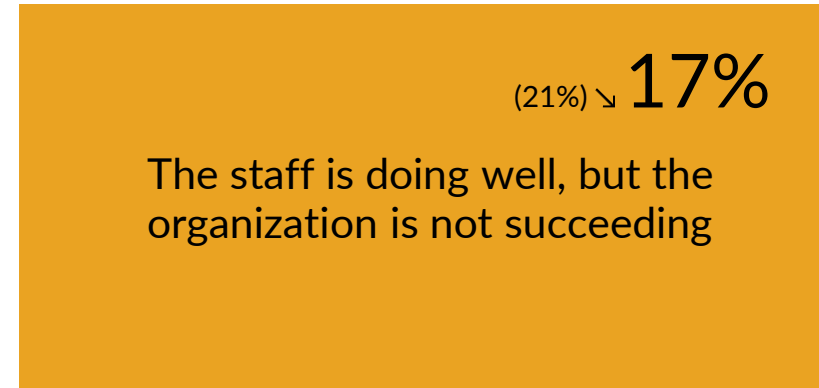 (21%) ↘ 17%
The staff is doing well, but the
organization is not succeeding